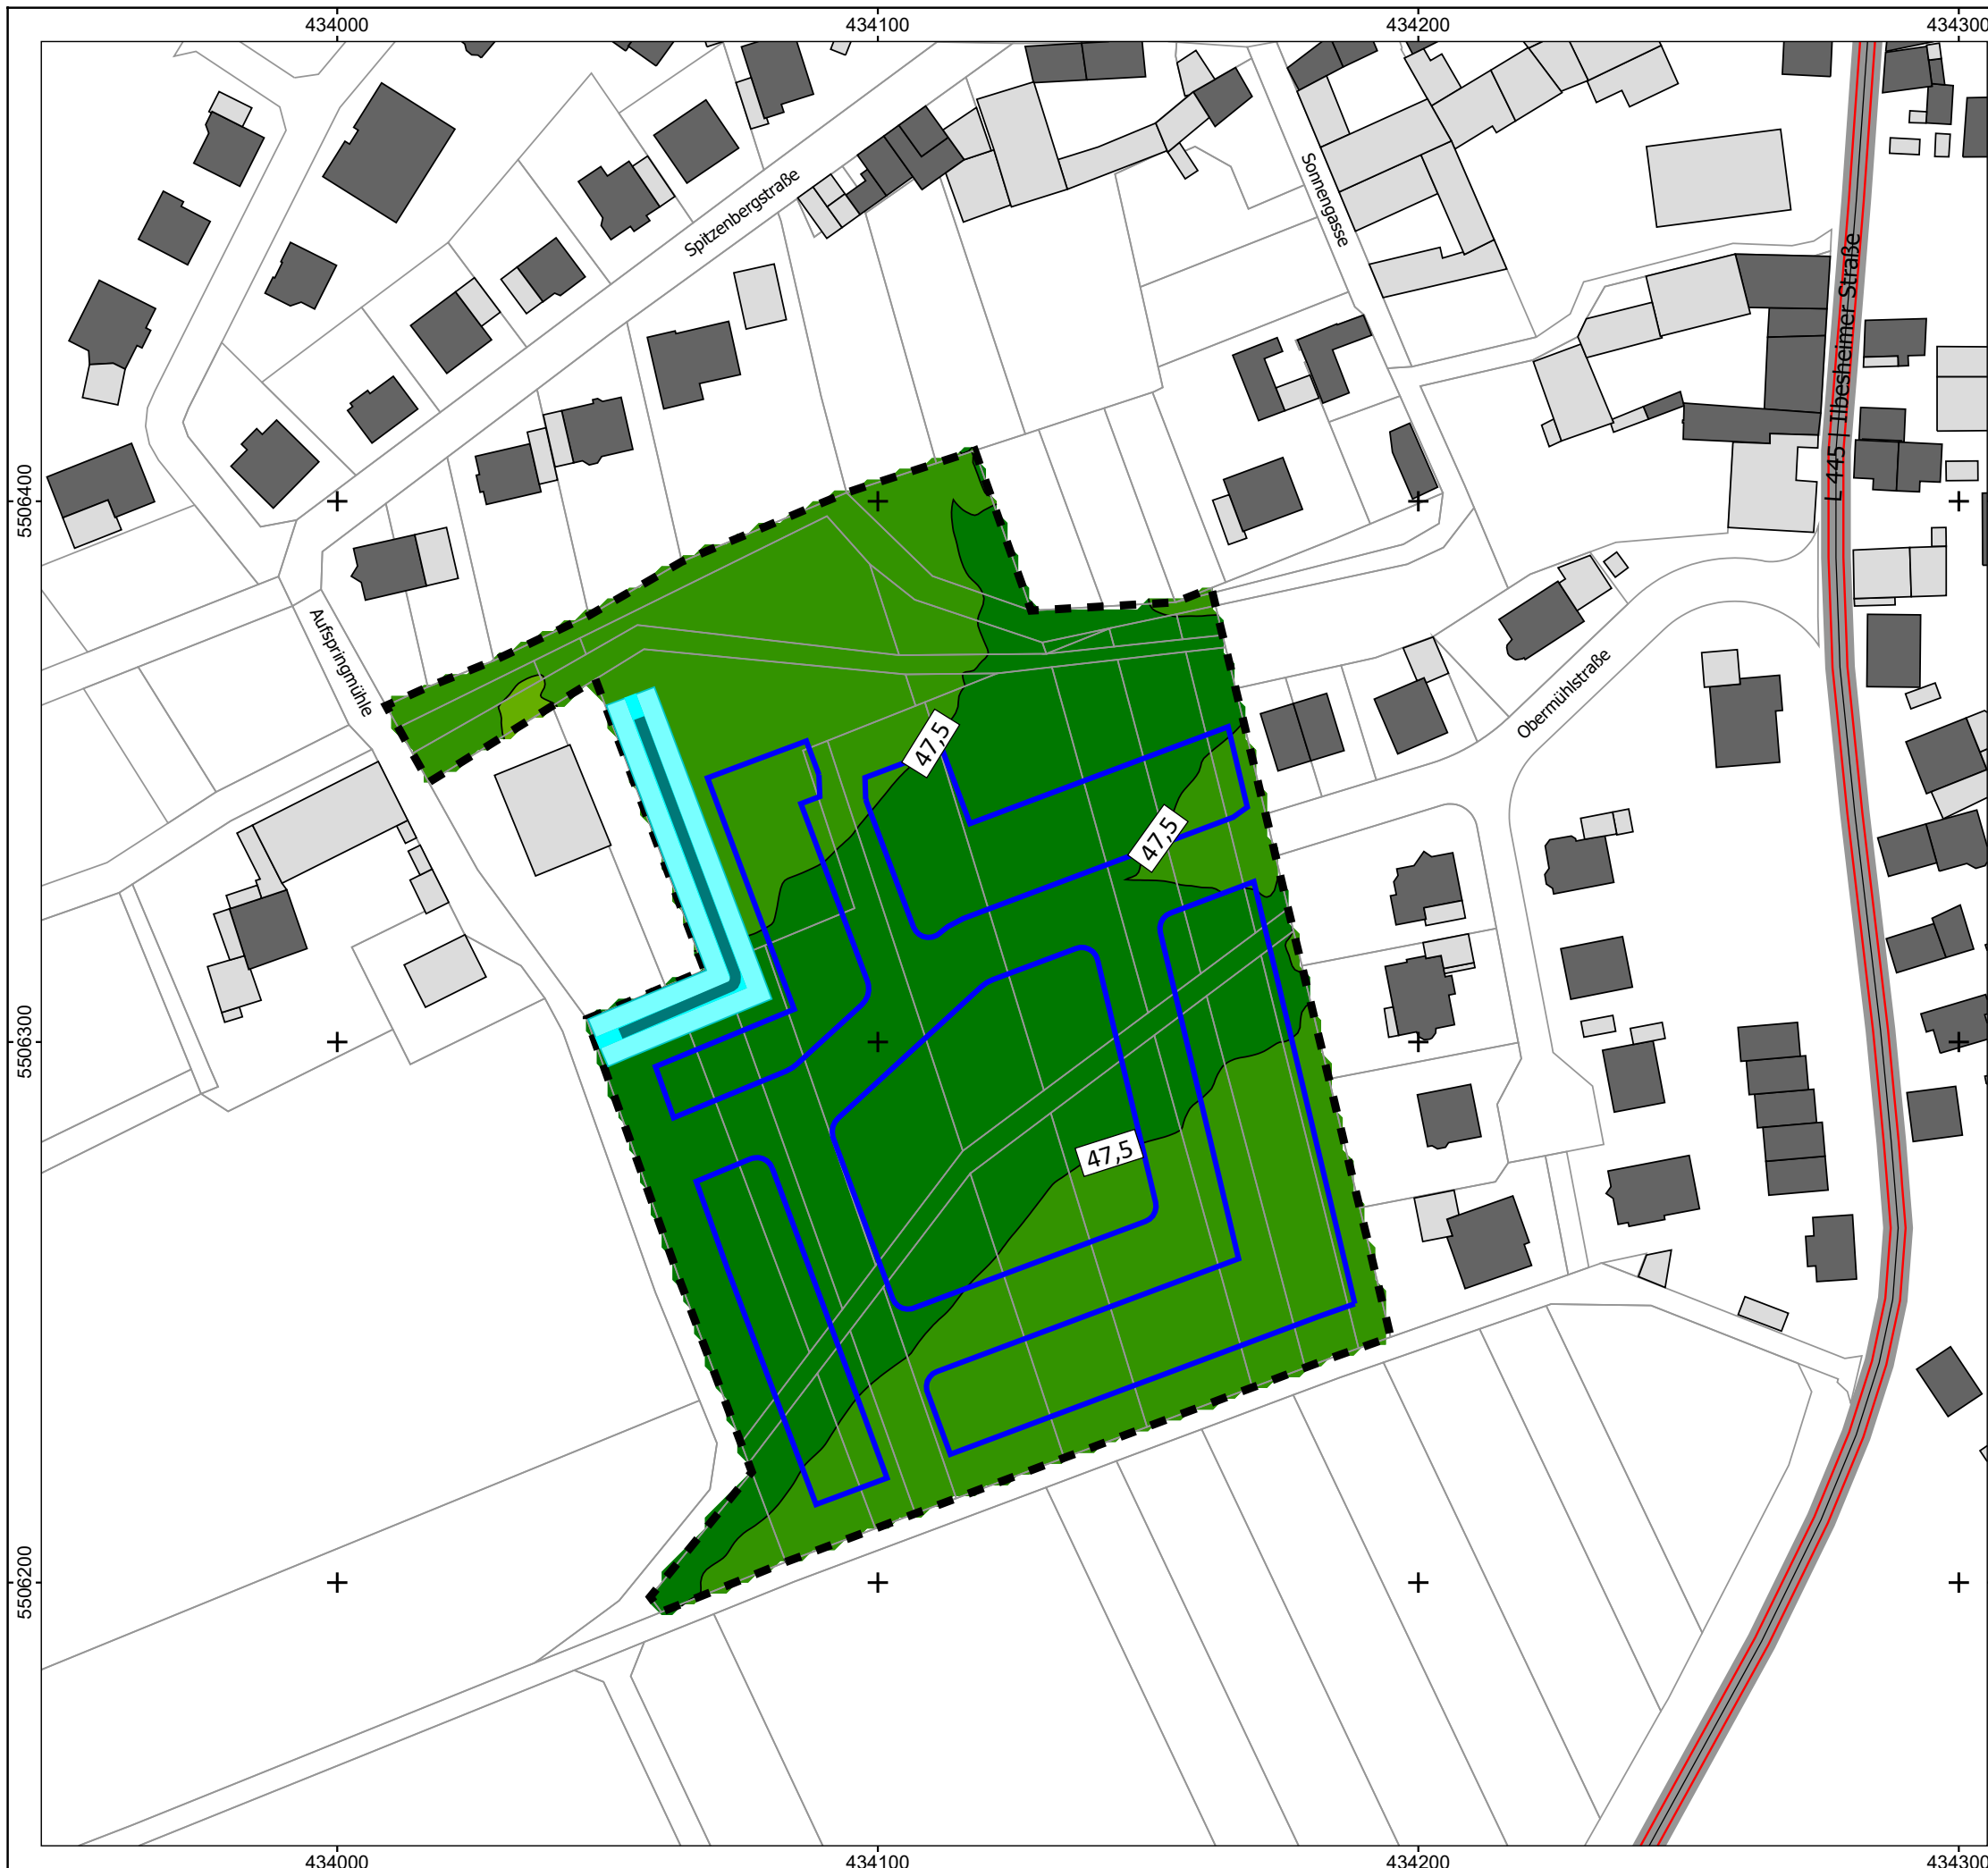 434000
434100
434200
434300
Spitzenbergstraße
Sonnengasse
L 445 | Ilbesheimer Straße
5506400
Aufspringmühle
Obermühlstraße
47,5
47,5
5506300
47,5
5506200
434000
434100
434200
434300